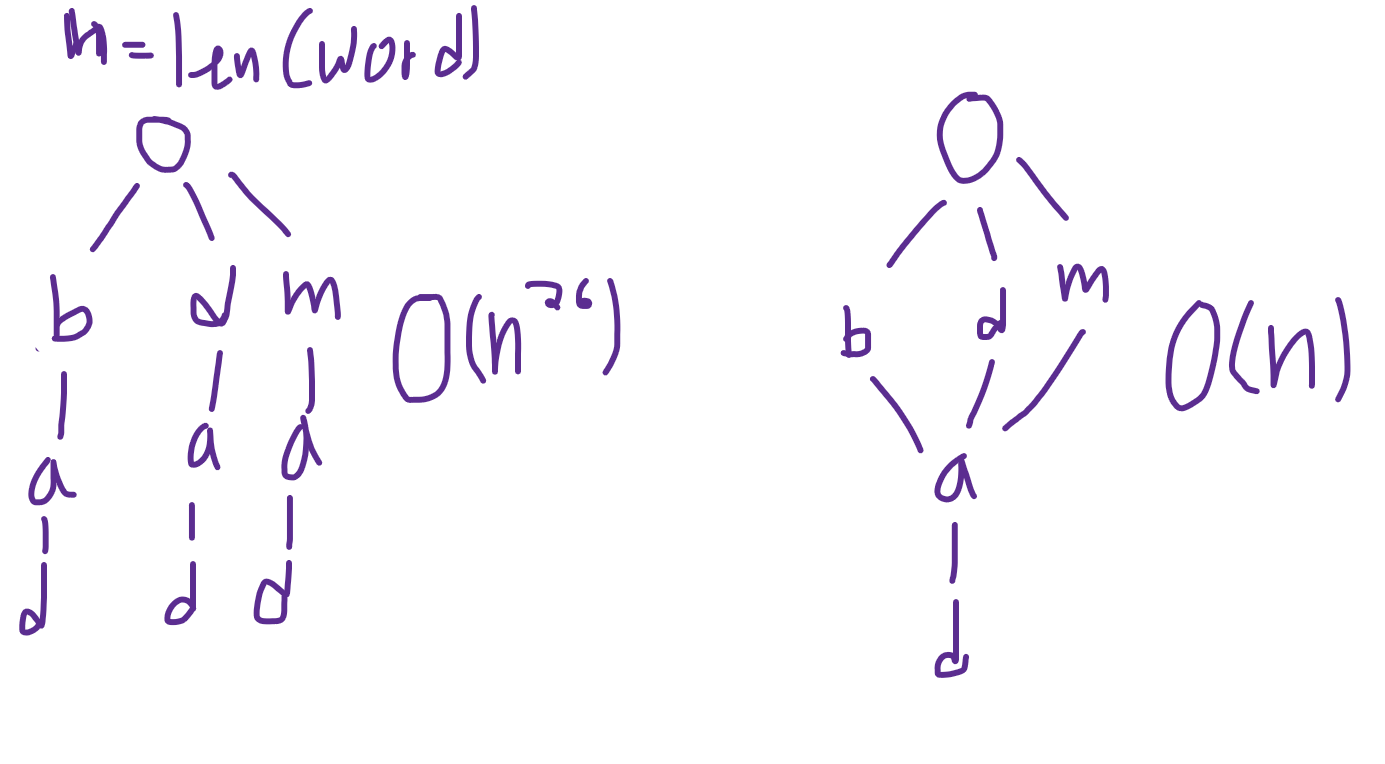 n = len(word)
b d m O(n^26)
a a a
d d d
b d m O(n)
a
d